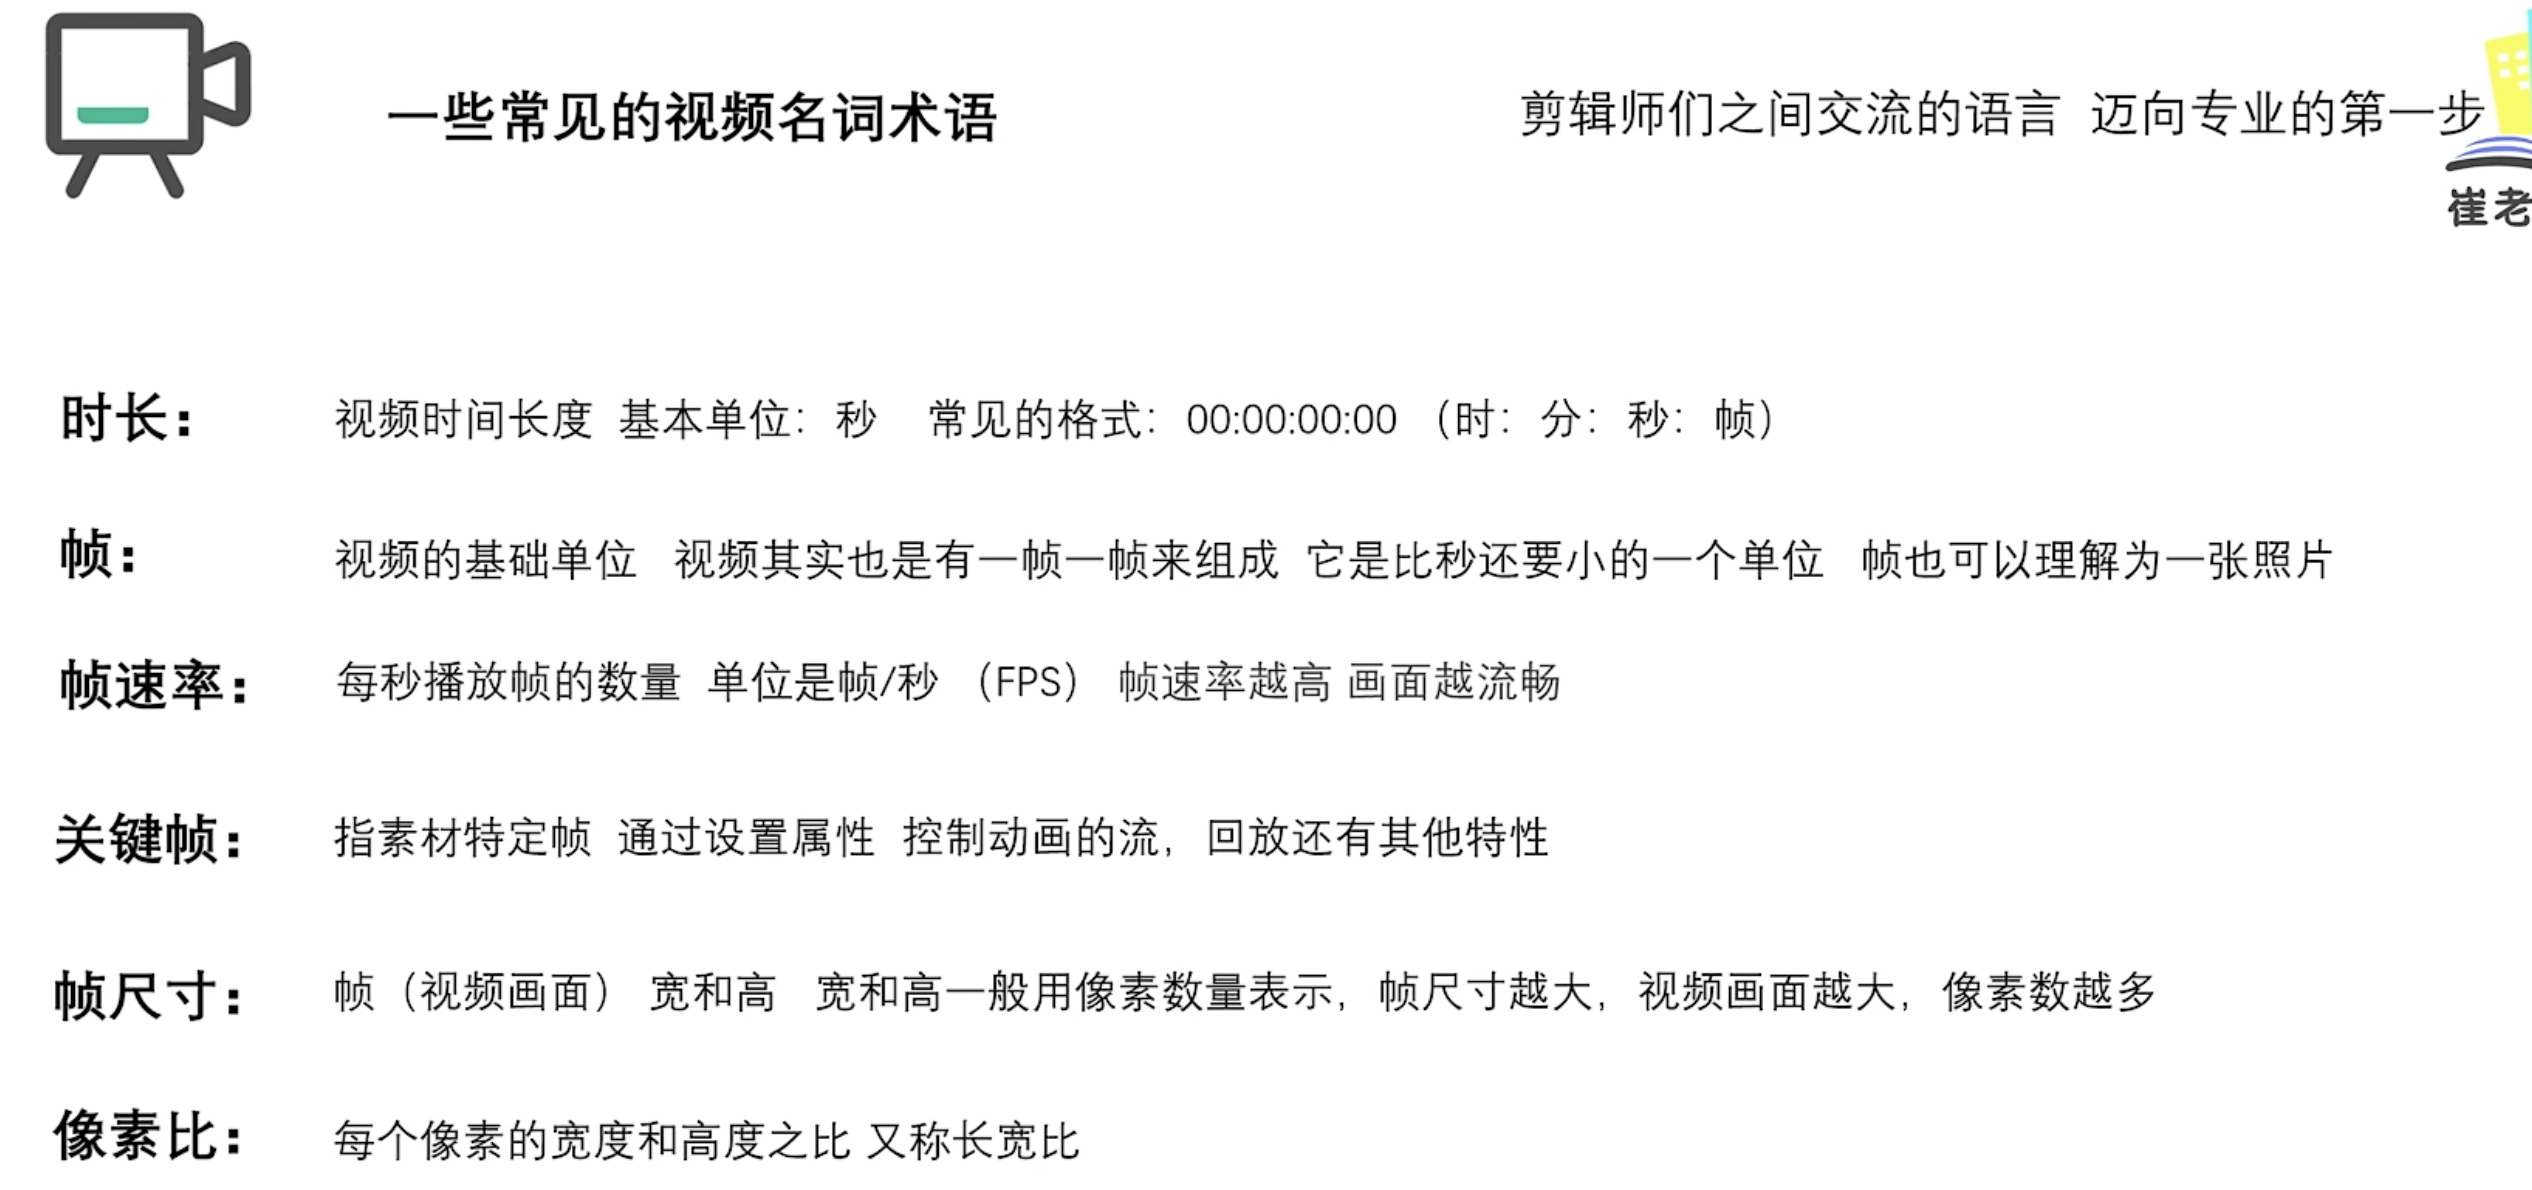 一些常见的视频名词术语
剪辑师们之间交流的语言 迈向专业的第一步
崔老
时长： 视频时间长度 基本单位：秒 常见的格式：00:00:00:00 （时：分：秒：帧）
帧： 视频的基础单位 视频其实也是有一帧一帧来组成 它是比秒还要小的一个单位 帧也可以理解为一张照片
帧速率： 每秒播放帧的数量 单位是帧/秒 （FPS） 帧速率越高 画面越流畅
关键帧： 指素材特定帧 通过设置属性 控制动画的流，回放还有其他特性
帧尺寸： 帧（视频画面） 宽和高 宽和高一般用像素数量表示，帧尺寸越大，视频画面越大，像素数越多
像素比： 每个像素的宽度和高度之比 又称长宽比